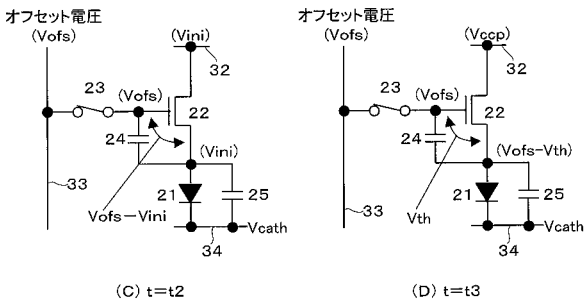 オフセット電圧
(Vofs)
(Vini)
32
23
(Vofs)
22
24
(Vini)
33
21
25
Vofs-Vini
Vcath
34
(C) t=t2
オフセット電圧
(Vofs)
(Vccp)
32
23
(Vofs)
22
24
(Vofs-Vth)
33
21
25
Vth
Vcath
34
(D) t=t3